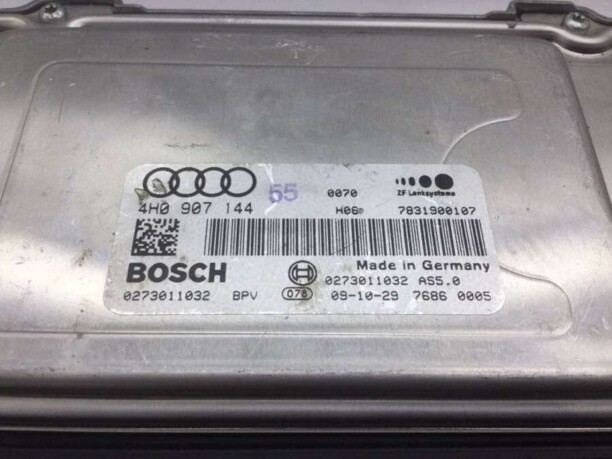 55 0070 ZF Lenksysteme
4H0 907 144 H06 7831900107
BOSCH Made in Germany
0273011032 AS5.0
0273011032 BPV 076 09-10-29 7686 0005